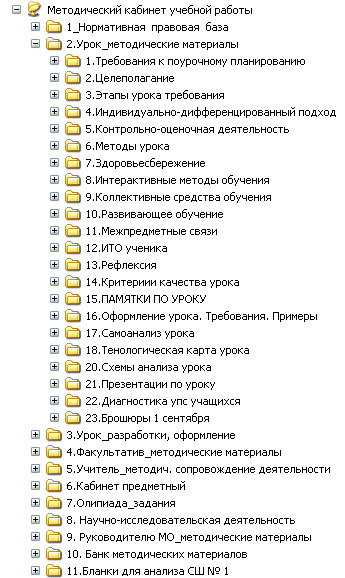 Методический кабинет учебной работы
1_Нормативная правовая база
2.Урок_методические материалы
1.Требования к поурочному планированию
2.Целеполагание
3.Этапы урока требования
4.Индивидуально-дифференцированный подход
5.Контрольно-оценочная деятельность
6.Методы урока
7.Здоровьесбережение
8.Интерактивные методы обучения
9.Коллективные средства обучения
10.Развивающее обучение
11.Межпредметные связи
12.ИТО ученика
13.Рефлексия
14.Критериии качества урока
15.ПАМЯТКИ ПО УРОКУ
16.Оформление урока. Требования. Примеры
17.Самоанализ урока
18.Тенологическая карта урока
20.Схемы анализа урока
21.Презентации по уроку
22.Диагностика упс учащихся
23.Брошюры 1 сентября
3.Урок_разработки, оформление
4.Факультатив_методические материалы
5.Учитель_методич. сопровождение деятельности
6.Кабинет предметный
7.Олипиада_задания
8. Научно-исследовательская деятельность
9. Руководителю МО_методические материалы
10. Банк методических материалов
11.Бланки для анализа СШ № 1